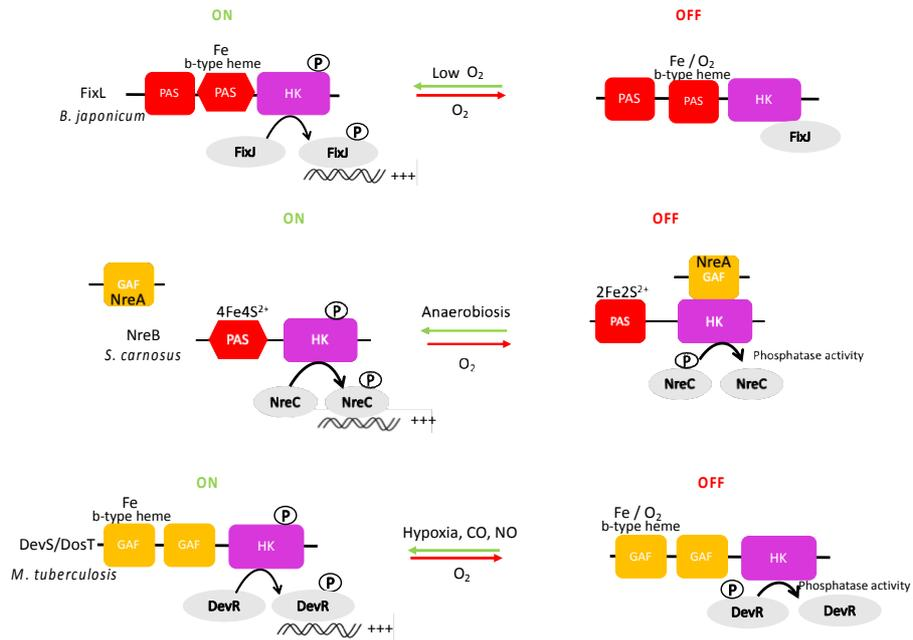 ON
OFF
Fe
b-type heme
P
FixL
PAS
PAS
HK
B. japonicum
P
FixJ
FixJ
+++
Low O₂
O₂
Fe / O₂
b-type heme
PAS
PAS
HK
FixJ
ON
OFF
GAF
NreA
4Fe4S²⁺
P
NreB
S. carnosus
PAS
HK
P
NreC
NreC
+++
Anaerobiosis
O₂
NreA
GAF
2Fe2S²⁺
PAS
HK
P
Phosphatase activity
NreC
NreC
ON
OFF
Fe
b-type heme
P
DevS/DosT
GAF
GAF
HK
M. tuberculosis
P
DevR
DevR
+++
Hypoxia, CO, NO
O₂
Fe / O₂
b-type heme
GAF
GAF
HK
P
Phosphatase activity
DevR
DevR